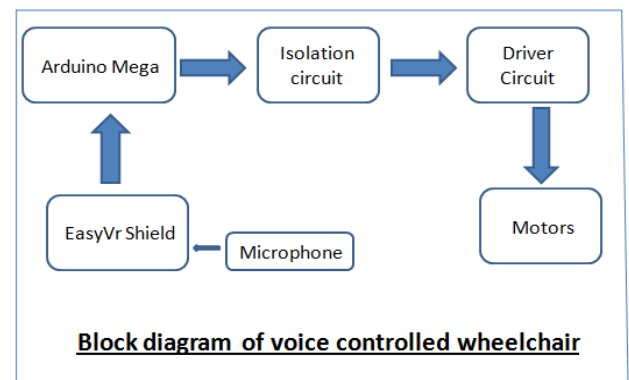 Arduino Mega
Isolation
circuit
Driver
Circuit
EasyVr Shield
Microphone
Motors
Block diagram of voice controlled wheelchair